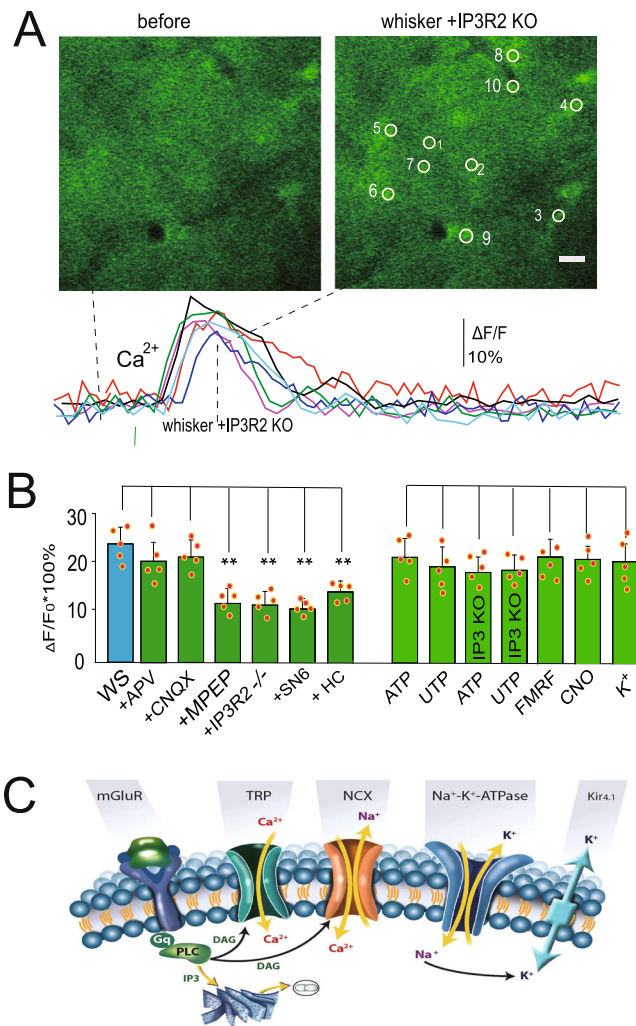 A
before
whisker +IP3R2 KO
8
10
4
5
1
7
2
6
3
9
Ca²⁺
ΔF/F
10%
whisker +IP3R2 KO
B
30
20
10
0
ΔF/F₀*100%
** ** ** **
IP3 KO
IP3 KO
WS
+APV
+CNQX
+MPEP
+IP3R2 -/-
+SN6
+ HC
ATP
UTP
ATP
UTP
FMRF
CNO
K⁺
C
mGluR
TRP
NCX
Na⁺-K⁺-ATPase
Kir4.1
Ca²⁺
Na⁺
K⁺
K⁺
Gq
PLC
DAG
Ca²⁺
Ca²⁺
Na⁺
K⁺
IP3
DAG